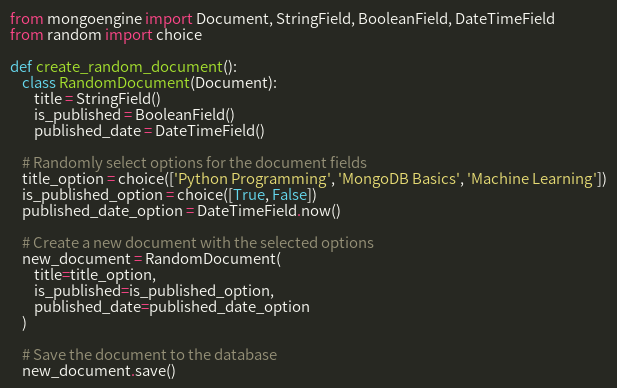 from mongoengine import Document, StringField, BooleanField, DateTimeField
from random import choice

def create_random_document():
    class RandomDocument(Document):
        title = StringField()
        is_published = BooleanField()
        published_date = DateTimeField()

    # Randomly select options for the document fields
    title_option = choice(['Python Programming', 'MongoDB Basics', 'Machine Learning'])
    is_published_option = choice([True, False])
    published_date_option = DateTimeField.now()

    # Create a new document with the selected options
    new_document = RandomDocument(
        title=title_option,
        is_published=is_published_option,
        published_date=published_date_option
    )

    # Save the document to the database
    new_document.save()